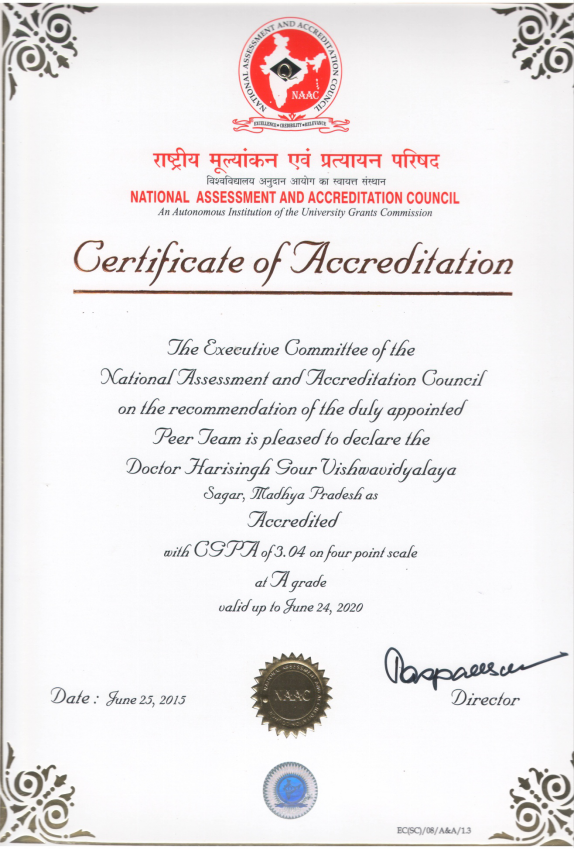 NATIONAL ASSESSMENT AND ACCREDITATION COUNCIL
NAAC
EXCELLENCE • CREDIBILITY • RELEVANCE
राष्ट्रीय मूल्यांकन एवं प्रत्यायन परिषद
विश्वविद्यालय अनुदान आयोग का स्वायत्त संस्थान
NATIONAL ASSESSMENT AND ACCREDITATION COUNCIL
An Autonomous Institution of the University Grants Commission
Certificate of Accreditation
The Executive Committee of the
National Assessment and Accreditation Council
on the recommendation of the duly appointed
Peer Team is pleased to declare the
Doctor Harisingh Gour Vishwavidyalaya
Sagar, Madhya Pradesh as
Accredited
with CGPA of 3.04 on four point scale
at A grade
valid up to June 24, 2020
Date : June 25, 2015
NAAC
Director
EC(SC)/08/A&A/1.3